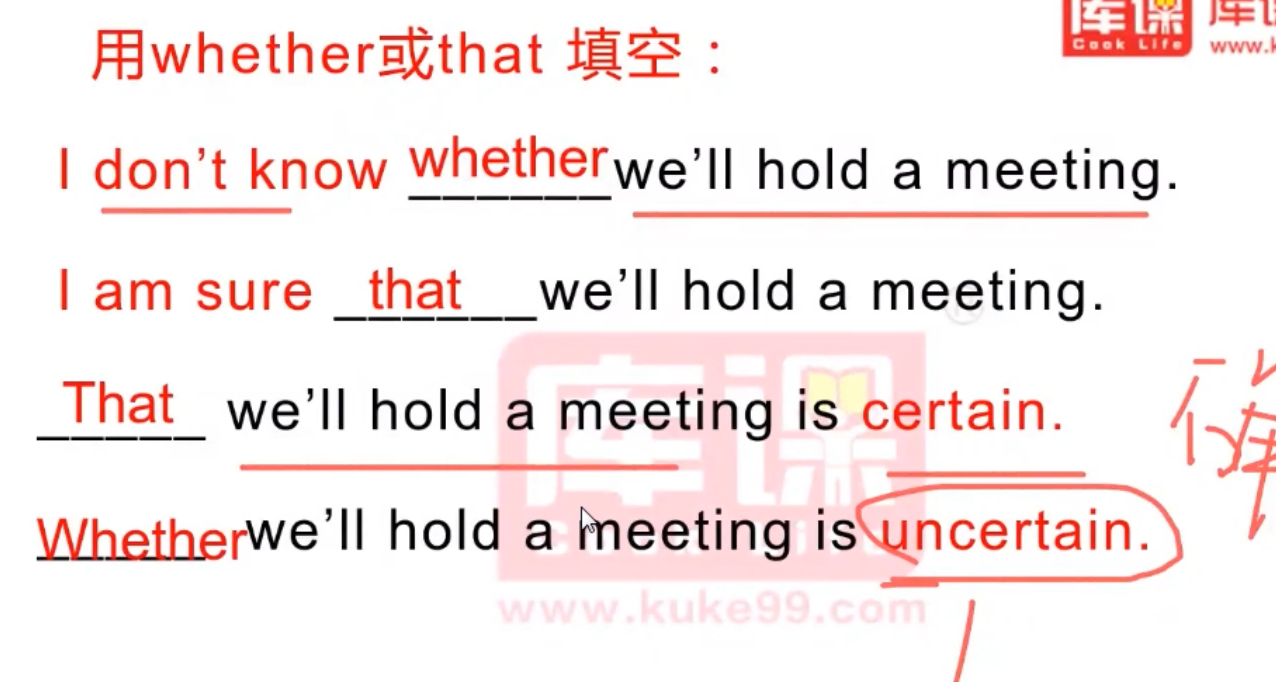 库课 库课
Cook Life www.k
用whether或that 填空：
I don't know whether we'll hold a meeting.
I am sure that we'll hold a meeting.
That we'll hold a meeting is certain.
Whether we'll hold a meeting is uncertain.
库课
Cook Life
www.kuke99.com